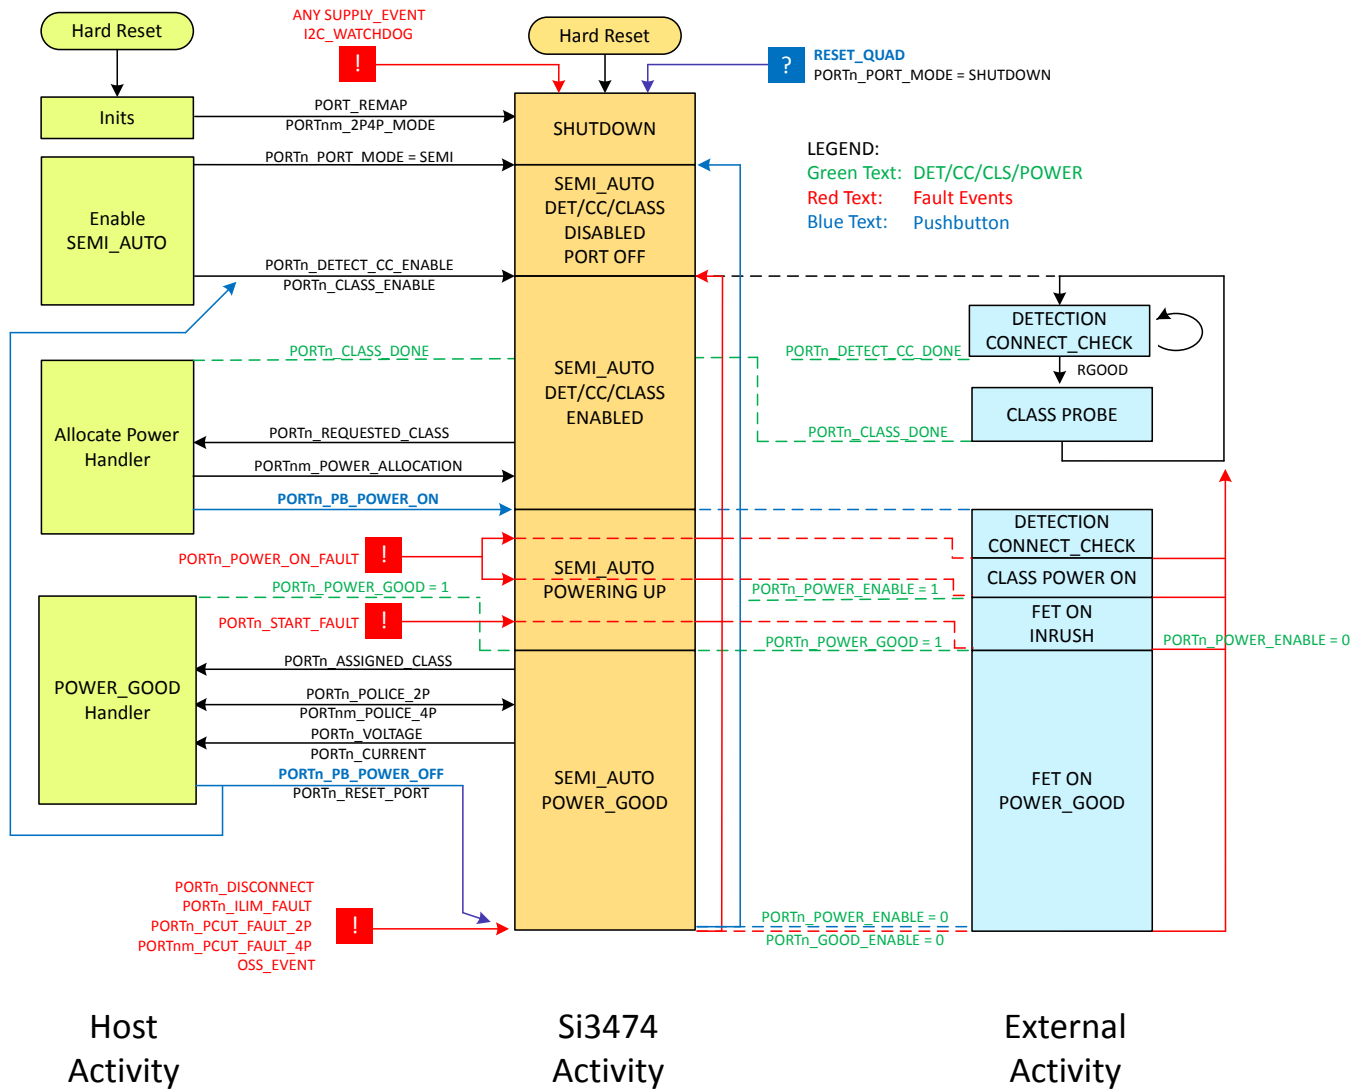 ANY SUPPLY_EVENT
I2C_WATCHDOG
!
Hard Reset
Hard Reset
?
RESET_QUAD
PORTn_PORT_MODE = SHUTDOWN
Inits
PORT_REMAP
PORTnm_2P4P_MODE
SHUTDOWN
LEGEND:
Green Text: DET/CC/CLS/POWER
Red Text: Fault Events
Blue Text: Pushbutton
Enable
SEMI_AUTO
PORTn_PORT_MODE = SEMI
SEMI_AUTO
DET/CC/CLASS
DISABLED
PORT OFF
PORTn_DETECT_CC_ENABLE
PORTn_CLASS_ENABLE
DETECTION
CONNECT_CHECK
PORTn_CLASS_DONE
PORTn_DETECT_CC_DONE
RGOOD
SEMI_AUTO
DET/CC/CLASS
ENABLED
CLASS PROBE
PORTn_CLASS_DONE
Allocate Power
Handler
PORTn_REQUESTED_CLASS
PORTnm_POWER_ALLOCATION
PORTn_PB_POWER_ON
DETECTION
CONNECT_CHECK
PORTn_POWER_ON_FAULT
!
SEMI_AUTO
POWERING UP
CLASS POWER ON
PORTn_POWER_GOOD = 1
PORTn_POWER_ENABLE = 1
PORTn_START_FAULT
!
FET ON
INRUSH
PORTn_POWER_GOOD = 1
PORTn_POWER_ENABLE = 0
POWER_GOOD
Handler
PORTn_ASSIGNED_CLASS
PORTn_POLICE_2P
PORTnm_POLICE_4P
PORTn_VOLTAGE
PORTn_CURRENT
PORTn_PB_POWER_OFF
PORTn_RESET_PORT
SEMI_AUTO
POWER_GOOD
FET ON
POWER_GOOD
PORTn_DISCONNECT
PORTn_ILIM_FAULT
PORTn_PCUT_FAULT_2P
PORTnm_PCUT_FAULT_4P
OSS_EVENT
!
PORTn_POWER_ENABLE = 0
PORTn_GOOD_ENABLE = 0
Host
Activity
Si3474
Activity
External
Activity